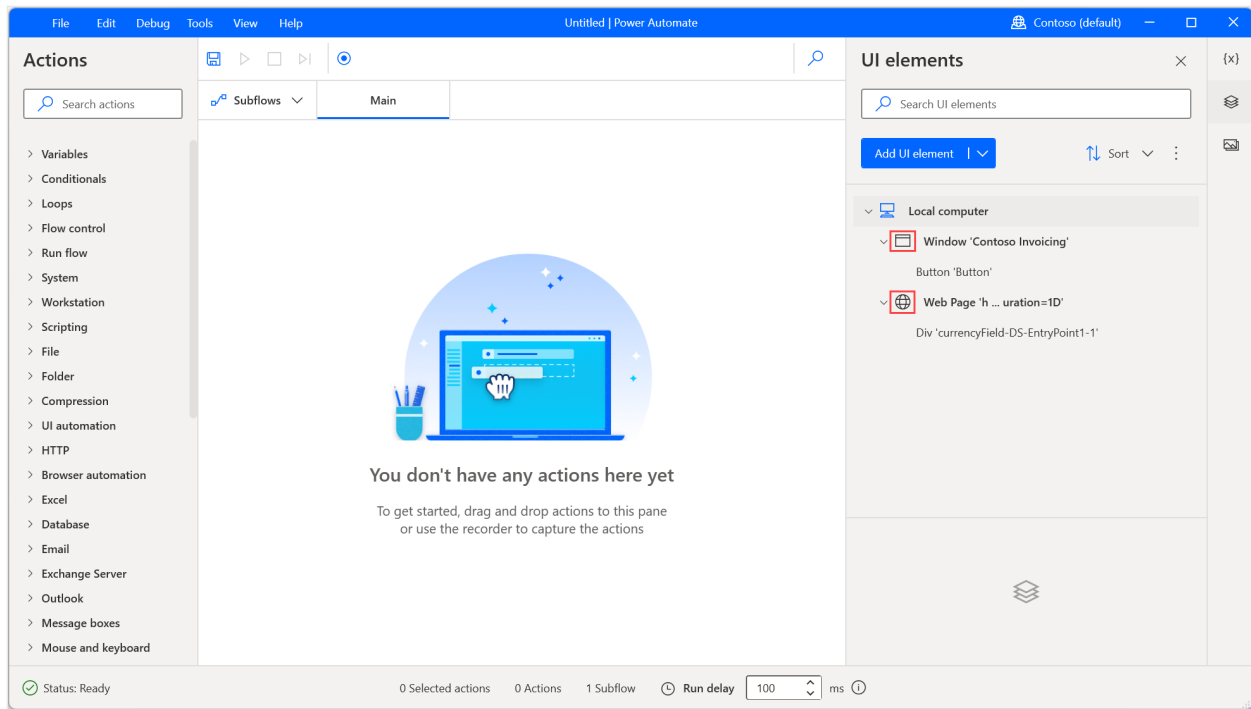 File Edit Debug Tools View Help Untitled | Power Automate Contoso (default)
Actions
Search actions
Variables
Conditionals
Loops
Flow control
Run flow
System
Workstation
Scripting
File
Folder
Compression
UI automation
HTTP
Browser automation
Excel
Database
Email
Exchange Server
Outlook
Message boxes
Mouse and keyboard
Subflows Main
You don't have any actions here yet
To get started, drag and drop actions to this pane
or use the recorder to capture the actions
UI elements
Search UI elements
Add UI element Sort
Local computer
Window 'Contoso Invoicing'
Button 'Button'
Web Page 'h ... uration=1D'
Div 'currencyField-DS-EntryPoint1-1'
{x}
Status: Ready 0 Selected actions 0 Actions 1 Subflow Run delay 100 ms